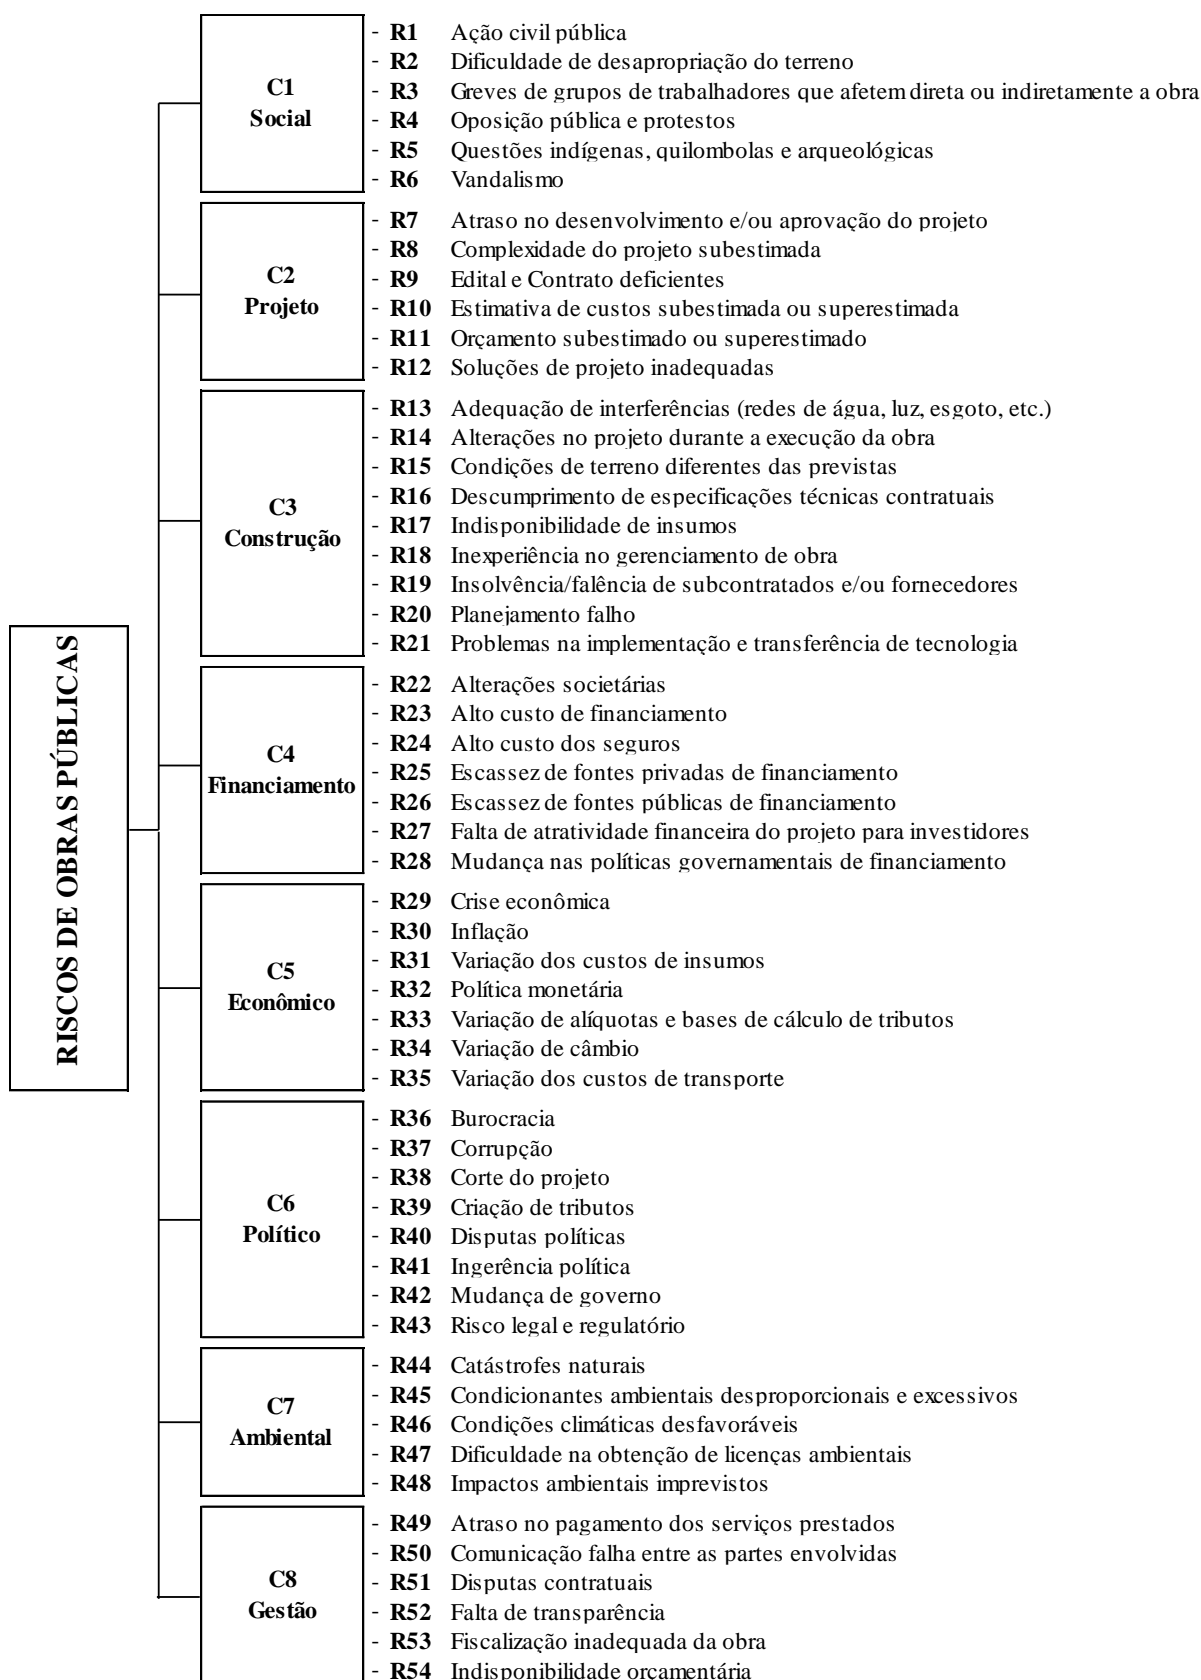 RISCOS DE OBRAS PÚBLICAS
C1
Social
- R1 Ação civil pública
- R2 Dificuldade de desapropriação do terreno
- R3 Greves de grupos de trabalhadores que afetem direta ou indiretamente a obra
- R4 Oposição pública e protestos
- R5 Questões indígenas, quilombolas e arqueológicas
- R6 Vandalismo
C2
Projeto
- R7 Atraso no desenvolvimento e/ou aprovação do projeto
- R8 Complexidade do projeto subestimada
- R9 Edital e Contrato deficientes
- R10 Estimativa de custos subestimada ou superestimada
- R11 Orçamento subestimado ou superestimado
- R12 Soluções de projeto inadequadas
C3
Construção
- R13 Adequação de interferências (redes de água, luz, esgoto, etc.)
- R14 Alterações no projeto durante a execução da obra
- R15 Condições de terreno diferentes das previstas
- R16 Descumprimento de especificações técnicas contratuais
- R17 Indisponibilidade de insumos
- R18 Inexperiência no gerenciamento de obra
- R19 Insolvência/falência de subcontratados e/ou fornecedores
- R20 Planejamento falho
- R21 Problemas na implementação e transferência de tecnologia
C4
Financiamento
- R22 Alterações societárias
- R23 Alto custo de financiamento
- R24 Alto custo dos seguros
- R25 Escassez de fontes privadas de financiamento
- R26 Escassez de fontes públicas de financiamento
- R27 Falta de atratividade financeira do projeto para investidores
- R28 Mudança nas políticas governamentais de financiamento
C5
Econômico
- R29 Crise econômica
- R30 Inflação
- R31 Variação dos custos de insumos
- R32 Política monetária
- R33 Variação de alíquotas e bases de cálculo de tributos
- R34 Variação de câmbio
- R35 Variação dos custos de transporte
C6
Político
- R36 Burocracia
- R37 Corrupção
- R38 Corte do projeto
- R39 Criação de tributos
- R40 Disputas políticas
- R41 Ingerência política
- R42 Mudança de governo
- R43 Risco legal e regulatório
C7
Ambiental
- R44 Catástrofes naturais
- R45 Condicionantes ambientais desproporcionais e excessivos
- R46 Condições climáticas desfavoráveis
- R47 Dificuldade na obtenção de licenças ambientais
- R48 Impactos ambientais imprevistos
C8
Gestão
- R49 Atraso no pagamento dos serviços prestados
- R50 Comunicação falha entre as partes envolvidas
- R51 Disputas contratuais
- R52 Falta de transparência
- R53 Fiscalização inadequada da obra
- R54 Indisponibilidade orçamentária